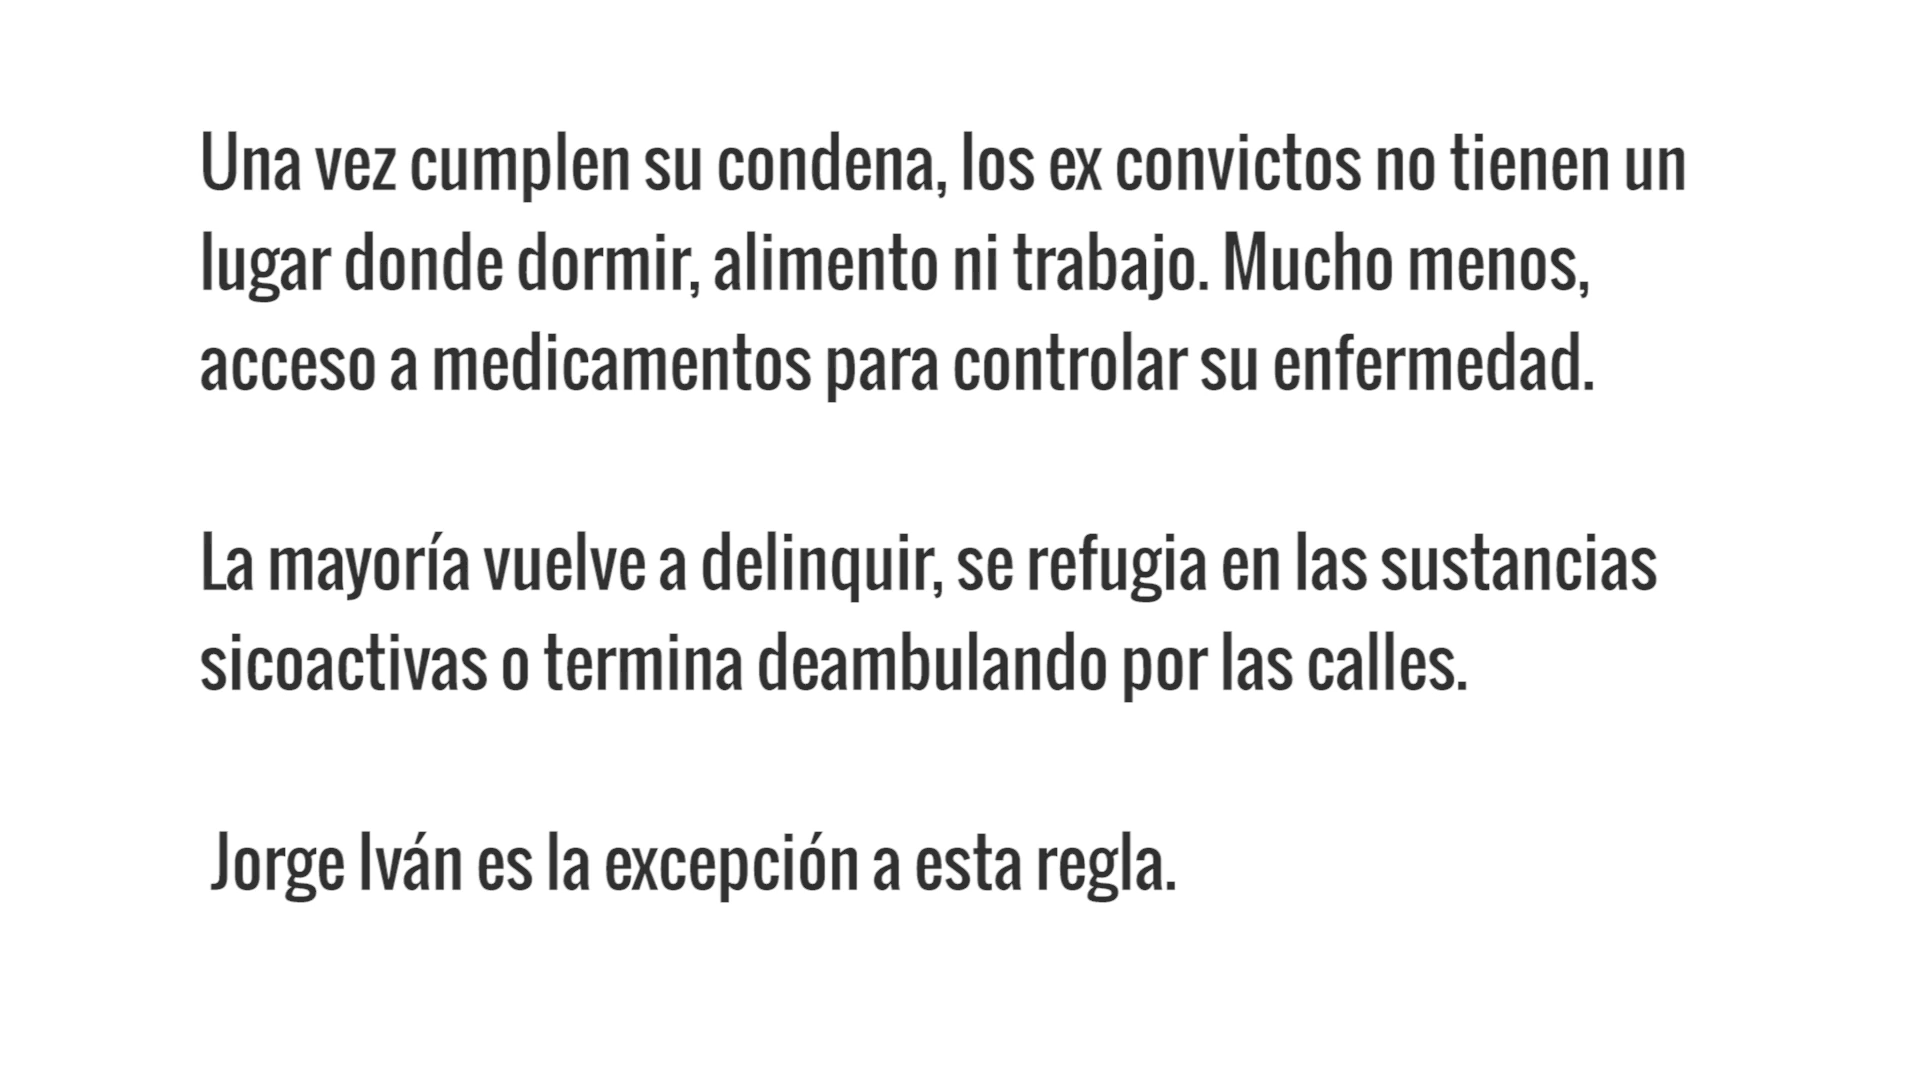 Una vez cumplen su condena, los ex convictos no tienen un
lugar donde dormir, alimento ni trabajo. Mucho menos,
acceso a medicamentos para controlar su enfermedad.
La mayoría vuelve a delinquir, se refugia en las sustancias
sicoactivas o termina deambulando por las calles.
Jorge Iván es la excepción a esta regla.